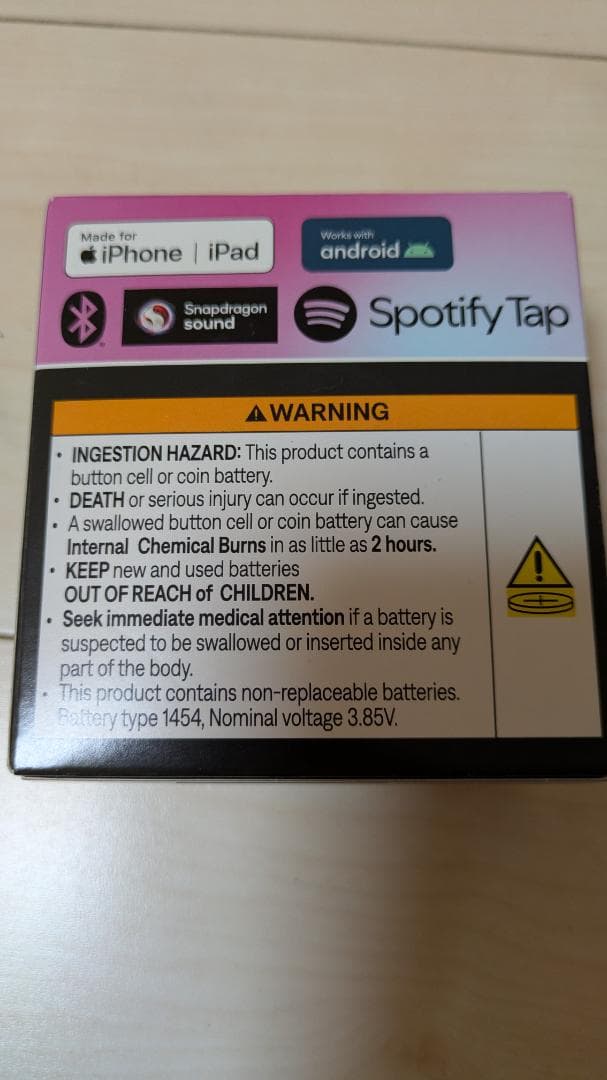 Made for
iPhone | iPad
Works with
android
Snapdragon
sound
Spotify Tap
WARNING
• INGESTION HAZARD: This product contains a
button cell or coin battery.
• DEATH or serious injury can occur if ingested.
• A swallowed button cell or coin battery can cause
Internal Chemical Burns in as little as 2 hours.
• KEEP new and used batteries
OUT OF REACH of CHILDREN.
• Seek immediate medical attention if a battery is
suspected to be swallowed or inserted inside any
part of the body.
• This product contains non-replaceable batteries.
Battery type 1454, Nominal voltage 3.85V.